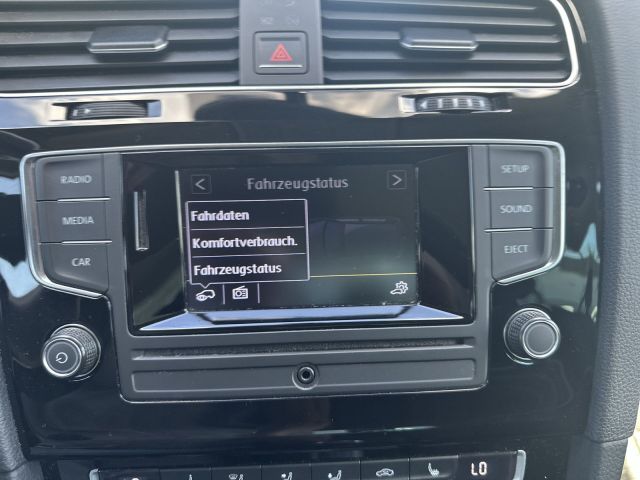 RADIO
MEDIA
CAR
Fahrzeugstatus
Fahrdaten
Komfortverbrauch.
Fahrzeugstatus
SETUP
SOUND
EJECT
LO